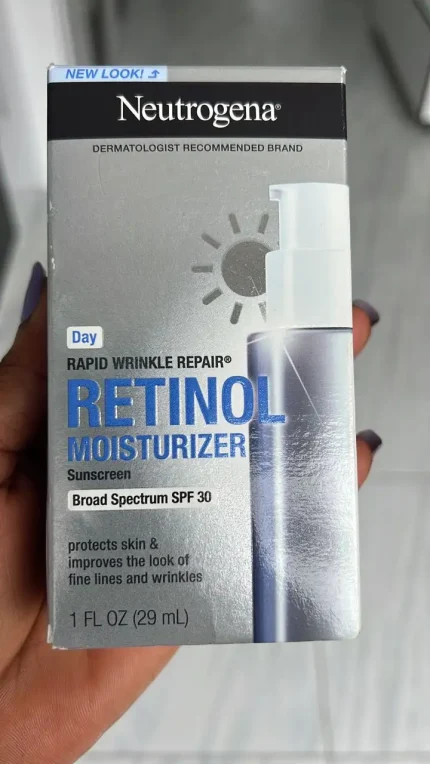 NEW LOOK!
Neutrogena®
DERMATOLOGIST RECOMMENDED BRAND
Day
RAPID WRINKLE REPAIR®
RETINOL
MOISTURIZER
Sunscreen
Broad Spectrum SPF 30
protects skin &
improves the look of
fine lines and wrinkles
1 FL OZ (29 mL)